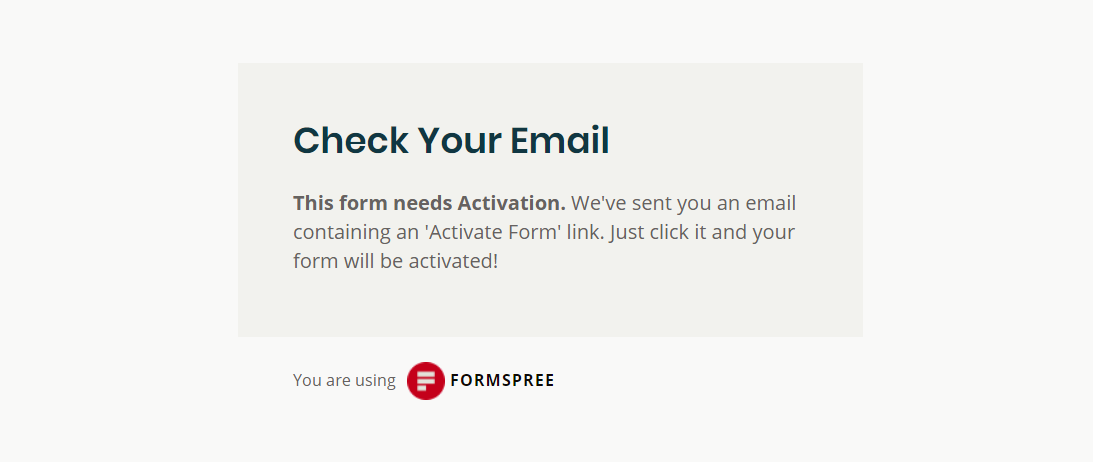 Check Your Email
This form needs Activation. We've sent you an email
containing an 'Activate Form' link. Just click it and your
form will be activated!
You are using FORMSPREE